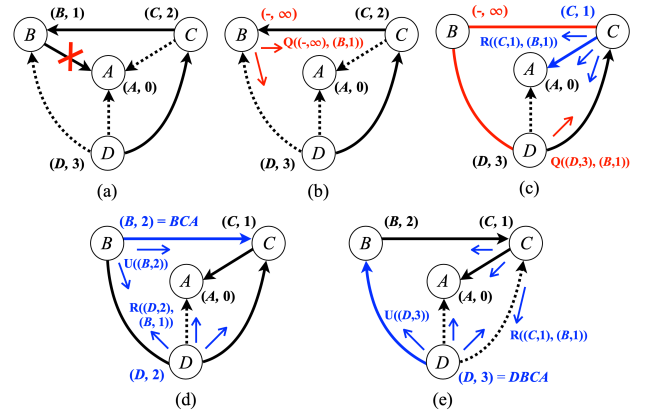 (B, 1)
(C, 2)
B
C
A
(A, 0)
(D, 3)
D
(a)
(-, ∞)
(C, 2)
B
C
Q((-,∞), (B,1))
A
(A, 0)
(D, 3)
D
(b)
(-, ∞)
(C, 1)
B
C
R((C,1), (B,1))
A
(A, 0)
(D, 3)
D
Q((D,3), (B,1))
(c)
(B, 2) = BCA
(C, 1)
B
C
U((B,2))
A
(A, 0)
R((D,2),
(B, 1))
(D, 2)
D
(d)
(B, 2)
(C, 1)
B
C
A
(A, 0)
U((D,3))
R((C,1), (B,1))
D
(D, 3) = DBCA
(e)